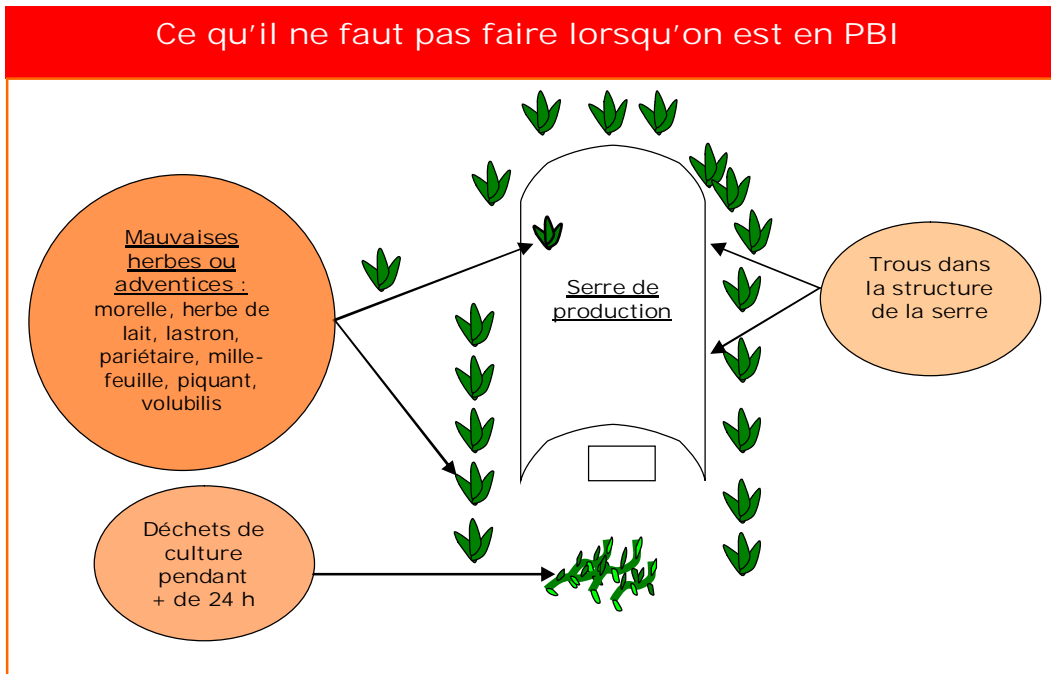 Ce qu'il ne faut pas faire lorsqu'on est en PBI
Mauvaises
herbes ou
adventices :
morelle, herbe de
lait, lastron,
pariétaire, mille-
feuille, piquant,
volubilis
Serre de
production
Trous dans
la structure
de la serre
Déchets de
culture
pendant
+ de 24 h